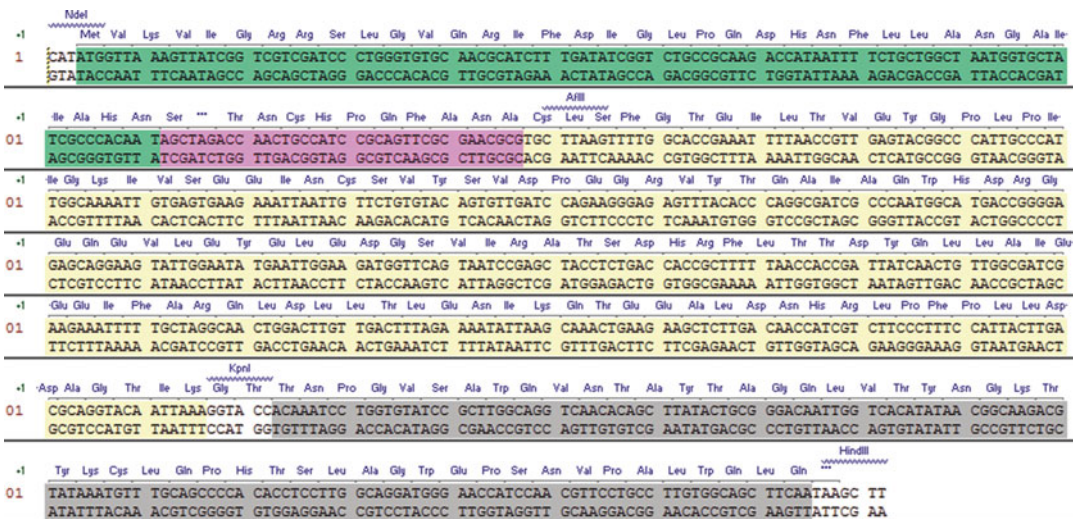 NdeI
+1 Met Val Lys Val Ile Gly Arg Arg Ser Leu Gly Val Gln Arg Ile Phe Asp Ile Gly Leu Pro Gln Asp His Asn Phe Leu Leu Ala Asn Gly Ala Ile·
1 CATATGGTTA AAGTTATCGG TCGTCGATCC CTGGGTGTGC AACGCATCTT TGATATCGGT CTGCCGCAAG ACCATAATTT TCTGCTGGCT AATGGTGCTA
GTATACCAAT TTCAATAGCC AGCAGCTAGG GACCCACACG TTGCGTAGAA ACTATAGCCA GACGGCGTTC TGGTATTAAA AGACGACCGA TTACCACGAT
AflII
+1 ·Ile Ala His Asn Ser *** Thr Asn Cys His Pro Gln Phe Ala Asn Ala Cys Leu Ser Phe Gly Thr Glu Ile Leu Thr Val Glu Tyr Gly Pro Leu Pro Ile·
01 TCGCCCACAA TAGCTAGACC AACTGCCATC CGCAGTTCGC GAACGCGTGC TTAAGTTTTG GCACCGAAAT TTTAACCGTT GAGTACGGCC CATTGCCCAT
AGCGGGTGTT ATCGATCTGG TTGACGGTAG GCGTCAAGCG CTTGCGCACG AATTCAAAAC CGTGGCTTTA AAATTGGCAA CTCATGCCGG GTAACGGGTA
+1 ·Ile Gly Lys Ile Val Ser Glu Glu Ile Asn Cys Ser Val Tyr Ser Val Asp Pro Glu Gly Arg Val Tyr Thr Gln Ala Ile Ala Gln Trp His Asp Arg Gly
01 TGGCAAAATT GTGAGTGAAG AAATTAATTG TTCTGTGTAC AGTGTTGATC CAGAAGGGAG AGTTTACACC CAGGCGATCG CCCAATGGCA TGACCGGGGA
ACCGTTTTAA CACTCACTTC TTTAATTAAC AAGACACATG TCACAACTAG GTCTTCCCTC TCAAATGTGG GTCCGCTAGC GGGTTACCGT ACTGGCCCCT
+1 Glu Gln Glu Val Leu Glu Tyr Glu Leu Glu Asp Gly Ser Val Ile Arg Ala Thr Ser Asp His Arg Phe Leu Thr Thr Asp Tyr Gln Leu Leu Ala Ile Glu·
01 GAGCAGGAAG TATTGGAATA TGAATTGGAA GATGGTTCAG TAATCCGAGC TACCTCTGAC CACCGCTTTT TAACCACCGA TTATCAACTG TTGGCGATCG
CTCGTCCTTC ATAACCTTAT ACTTAACCTT CTACCAAGTC ATTAGGCTCG ATGGAGACTG GTGGCGAAAA ATTGGTGGCT AATAGTTGAC AACCGCTAGC
+1 ·Glu Glu Ile Phe Ala Arg Gln Leu Asp Leu Leu Thr Leu Glu Asn Ile Lys Gln Thr Glu Glu Ala Leu Asp Asn His Arg Leu Pro Phe Pro Leu Leu Asp·
01 AAGAAATTTT TGCTAGGCAA CTGGACTTGT TGACTTTAGA AAATATTAAG CAAACTGAAG AAGCTCTTGA CAACCATCGT CTTCCCTTTC CATTACTTGA
TTCTTTAAAA ACGATCCGTT GACCTGAACA ACTGAAATCT TTTATAATTC GTTTGACTTC TTCGAGAACT GTTGGTAGCA GAAGGGAAAG GTAATGAACT
KpnI
+1 ·Asp Ala Gly Thr Ile Lys Gly Thr Thr Asn Pro Gly Val Ser Ala Trp Gln Val Asn Thr Ala Tyr Thr Ala Gly Gln Leu Val Thr Tyr Asn Gly Lys Thr
01 CGCAGGTACA ATTAAAGGTA CCACAAATCC TGGTGTATCC GCTTGGCAGG TCAACACAGC TTATACTGCG GGACAATTGG TCACATATAA CGGCAAGACG
GCGTCCATGT TAATTTCCAT GGTGTTTAGG ACCACATAGG CGAACCGTCC AGTTGTGTCG AATATGACGC CCTGTTAACC AGTGTATATT GCCGTTCTGC
HindIII
+1 Tyr Lys Cys Leu Gln Pro His Thr Ser Leu Ala Gly Trp Glu Pro Ser Asn Val Pro Ala Leu Trp Gln Leu Gln ***
01 TATAAATGTT TGCAGCCCCA CACCTCCTTG GCAGGATGGG AACCATCCAA CGTTCCTGCC TTGTGGCAGC TTCAATAAGC TT
ATATTTACAA ACGTCGGGGT GTGGAGGAAC CGTCCTACCC TTGGTAGGTT GCAAGGACGG AACACCGTCG AAGTTATTCG AA